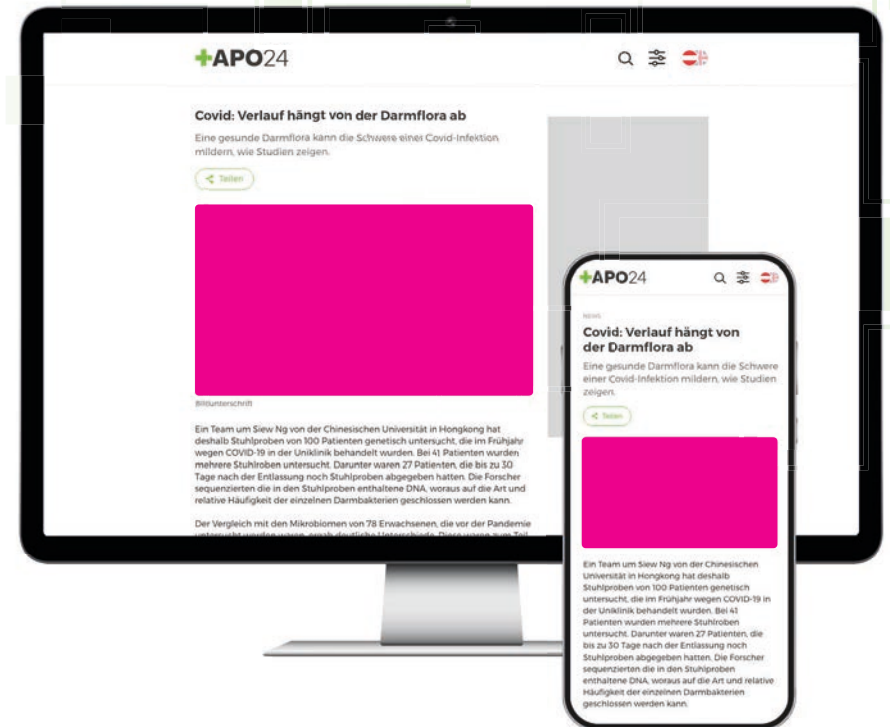 +APO24
Covid: Verlauf hängt von der Darmflora ab
Eine gesunde Darmflora kann die Schwere einer Covid-Infektion
mildern, wie Studien zeigen.
Teilen
Bildunterschrift
Ein Team um Siew Ng von der Chinesischen Universität in Hongkong hat
deshalb Stuhlproben von 100 Patienten genetisch untersucht, die im Frühjahr
wegen COVID-19 in der Uniklinik behandelt wurden. Bei 41 Patienten wurden
mehrere Stuhlroben untersucht. Darunter waren 27 Patienten, die bis zu 30
Tage nach der Entlassung noch Stuhlproben abgegeben hatten. Die Forscher
sequenzierten die in den Stuhlproben enthaltene DNA, woraus auf die Art und
relative Häufigkeit der einzelnen Darmbakterien geschlossen werden kann.
Der Vergleich mit den Mikrobiomen von 78 Erwachsenen, die vor der Pandemie
untersucht worden waren, ergab deutliche Unterschiede. Diese waren zum Teil
+APO24
NEWS
Covid: Verlauf hängt von
der Darmflora ab
Eine gesunde Darmflora kann die Schwere
einer Covid-Infektion mildern, wie Studien
zeigen.
Teilen
Ein Team um Siew Ng von der Chinesischen
Universität in Hongkong hat deshalb
Stuhlproben von 100 Patienten genetisch
untersucht, die im Frühjahr wegen COVID-19 in
der Uniklinik behandelt wurden. Bei 41
Patienten wurden mehrere Stuhlroben
untersucht. Darunter waren 27 Patienten, die
bis zu 30 Tage nach der Entlassung noch
Stuhlproben abgegeben hatten. Die Forscher
sequenzierten die in den Stuhlproben
enthaltene DNA, woraus auf die Art und relative
Häufigkeit der einzelnen Darmbakterien
geschlossen werden kann.